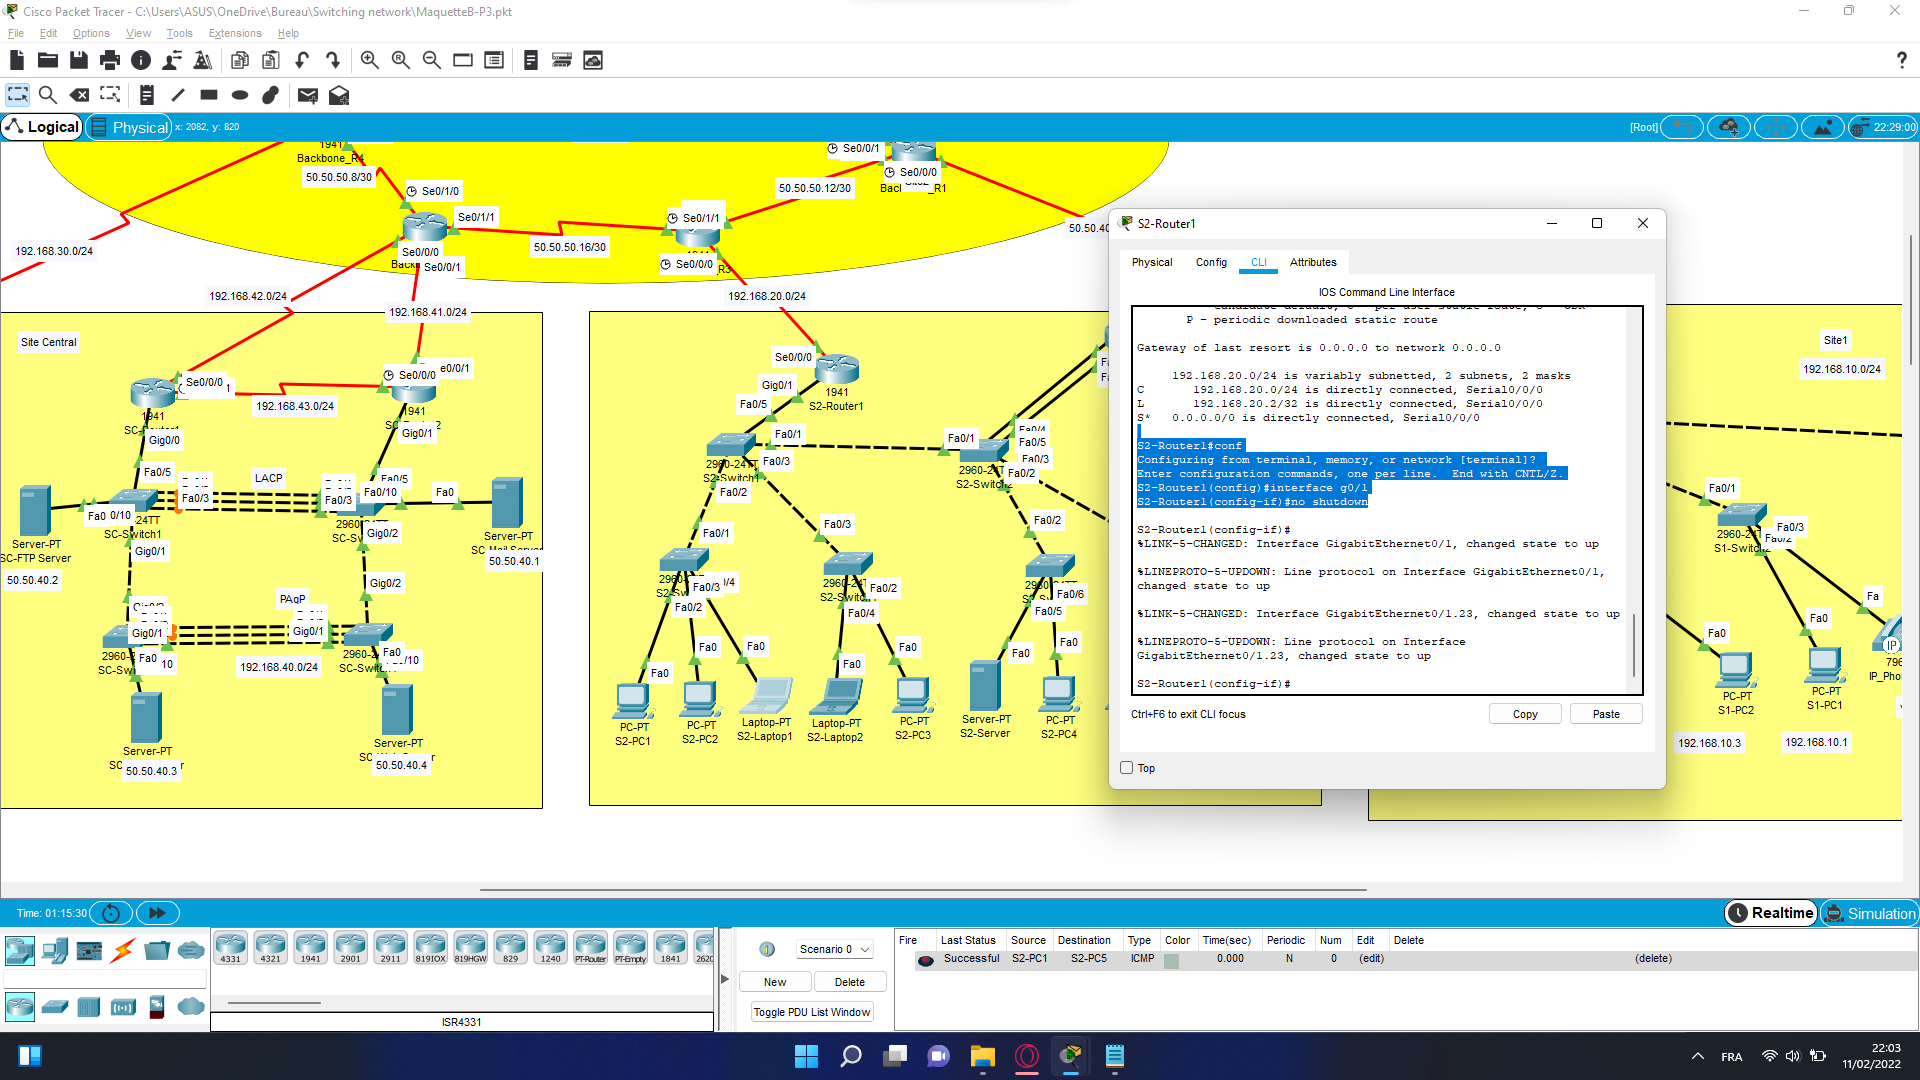 Cisco Packet Tracer - C:\Users\ASUS\OneDrive\Bureau\Switching network\MaquetteB-P3.pkt
File Edit Options View Tools Extensions Help
Logical Physical x: 2082, y: 820
[Root] 22:29:00
1941
Backbone_R4
50.50.50.8/30
Se0/1/0
Se0/1/1
Se0/0/0
Se0/0/1
192.168.30.0/24
50.50.50.16/30
Se0/1/1
Se0/0/0
50.50.50.12/30
Se0/0/1
Se0/0/0
192.168.42.0/24
192.168.41.0/24
192.168.20.0/24
Site Central
Se0/0/0
192.168.43.0/24
Se0/0/0
1941
Gig0/0
1941
Gig0/1
Fa0/5
LACP
Fa0/3
Fa0/3
Fa0/10
Fa0
Fa0
SC-Switch1
Server-PT
SC-FTP Server
50.50.40.2
Server-PT
50.50.40.1
Gig0/1
Gig0/2
Gig0/2
PAgP
Gig0/1
Gig0/1
Fa0
192.168.40.0/24
Fa0
Server-PT
50.50.40.3
Server-PT
50.50.40.4
Se0/0/0
Gig0/1
1941
S2-Router1
Fa0/5
Fa0/1
Fa0/3
S2-Switch1
Fa0/2
Fa0/1
Fa0/5
Fa0/3
Fa0/2
Fa0/1
Fa0/3
Fa0/2
Fa0/3
Fa0/2
Fa0/2
Fa0/4
Fa0/6
Fa0/5
Fa0
Fa0
Fa0
Fa0
Fa0
Fa0
Fa0
PC-PT
S2-PC1
PC-PT
S2-PC2
Laptop-PT
S2-Laptop1
Laptop-PT
S2-Laptop2
PC-PT
S2-PC3
Server-PT
S2-Server
PC-PT
S2-PC4
S2-Router1
Physical Config CLI Attributes
IOS Command Line Interface
P - periodic downloaded static route
Gateway of last resort is 0.0.0.0 to network 0.0.0.0
192.168.20.0/24 is variably subnetted, 2 subnets, 2 masks
C 192.168.20.0/24 is directly connected, Serial0/0/0
L 192.168.20.2/32 is directly connected, Serial0/0/0
S* 0.0.0.0/0 is directly connected, Serial0/0/0
S2-Router1#conf
Configuring from terminal, memory, or network [terminal]?
Enter configuration commands, one per line. End with CNTL/Z.
S2-Router1(config)#interface g0/1
S2-Router1(config-if)#no shutdown
S2-Router1(config-if)#
%LINK-5-CHANGED: Interface GigabitEthernet0/1, changed state to up
%LINEPROTO-5-UPDOWN: Line protocol on Interface GigabitEthernet0/1,
changed state to up
%LINK-5-CHANGED: Interface GigabitEthernet0/1.23, changed state to up
%LINEPROTO-5-UPDOWN: Line protocol on Interface
GigabitEthernet0/1.23, changed state to up
S2-Router1(config-if)#
Ctrl+F6 to exit CLI focus
Copy Paste
Top
Site1
192.168.10.0/24
Fa0/1
Fa0/3
Fa
Fa0
Fa0
IP
PC-PT
S1-PC2
PC-PT
S1-PC1
192.168.10.3
192.168.10.1
Time: 01:15:30
Realtime Simulation
4331 4321 1941 2901 2911 819IOX 819HGW 829 1240 PT-Router PT-Empty 1841
ISR4331
Scenario 0
New Delete
Toggle PDU List Window
Fire Last Status Source Destination Type Color Time(sec) Periodic Num Edit Delete
Successful S2-PC1 S2-PC5 ICMP 0.000 N 0 (edit) (delete)
FRA
22:03
11/02/2022